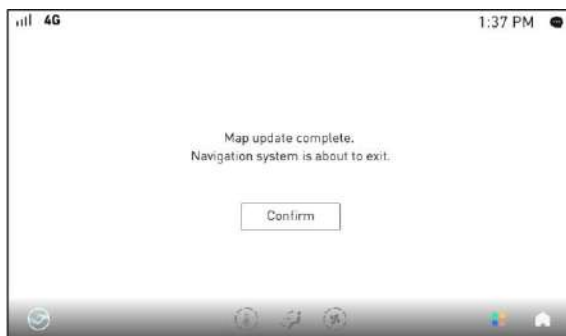 4G
1:37 PM
Map update complete.
Navigation system is about to exit.
Confirm